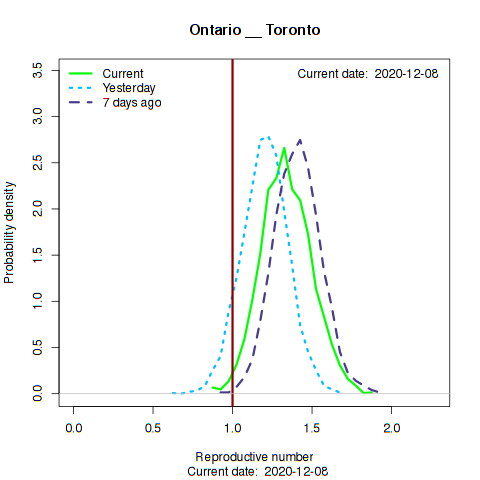 Ontario __ Toronto
Current
Yesterday
7 days ago
Current date:  2020-12-08
Probability density
3.5
3.0
2.5
2.0
1.5
1.0
0.5
0.0
0.0 0.5 1.0 1.5 2.0
Reproductive number
Current date:  2020-12-08